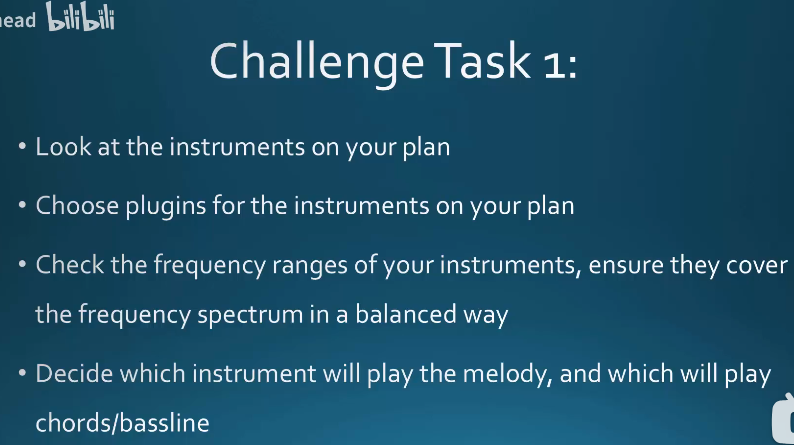 head bilibili
Challenge Task 1:
• Look at the instruments on your plan
• Choose plugins for the instruments on your plan
• Check the frequency ranges of your instruments, ensure they cover
the frequency spectrum in a balanced way
• Decide which instrument will play the melody, and which will play
chords/bassline